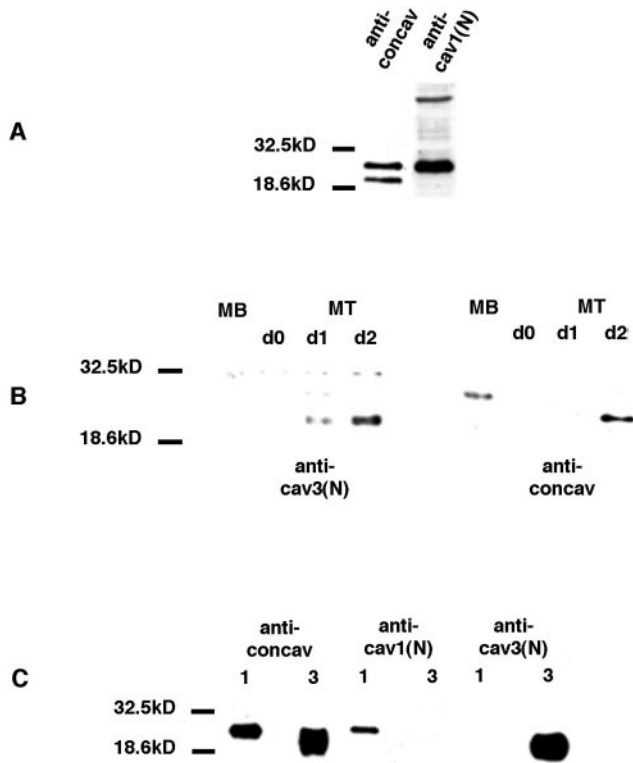 anti-
concav
anti-
cav1(N)
A
32.5kD
18.6kD
MB MT MB MT
d0 d1 d2 d0 d1 d2
B
32.5kD
18.6kD
anti-
cav3(N)
anti-
concav
anti-
concav
anti-
cav1(N)
anti-
cav3(N)
C
1 3 1 3 1 3
32.5kD
18.6kD